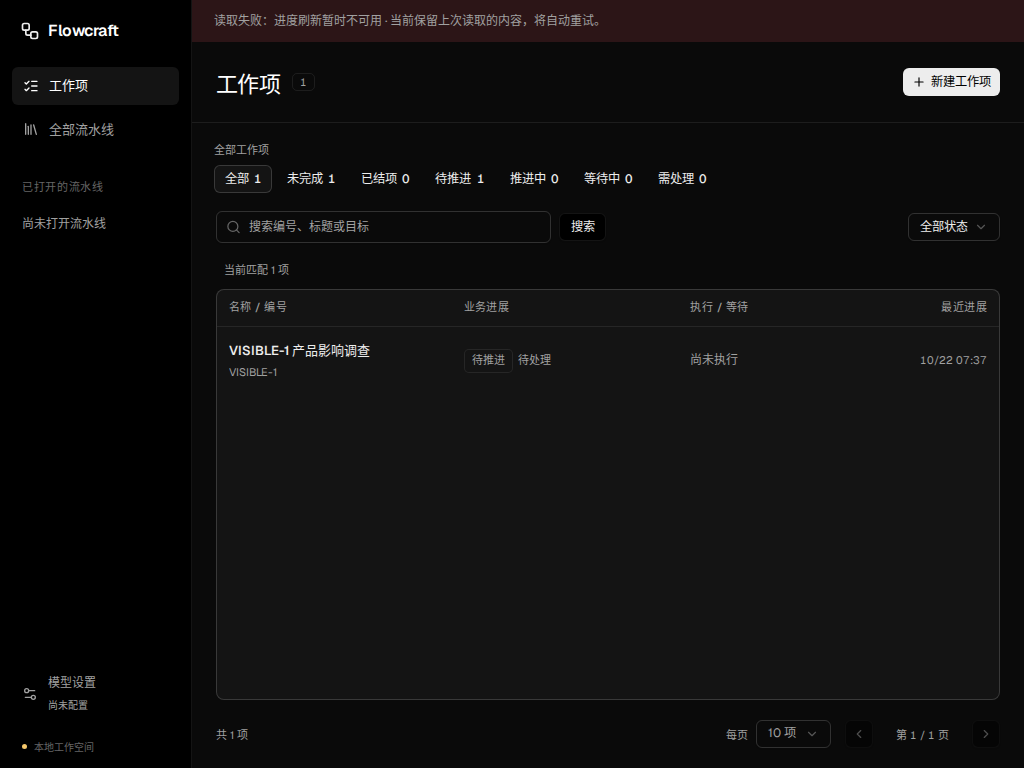 Flowcraft
工作项
全部流水线
已打开的流水线
尚未打开流水线
模型设置
尚未配置
本地工作空间
读取失败：进度刷新暂时不可用 · 当前保留上次读取的内容，将自动重试。
工作项 1
新建工作项
全部工作项
全部 1 未完成 1 已结项 0 待推进 1 推进中 0 等待中 0 需处理 0
搜索编号、标题或目标 搜索 全部状态
当前匹配 1 项
名称 / 编号 业务进展 执行 / 等待 最近进展
VISIBLE-1 产品影响调查
VISIBLE-1
待推进 待处理 尚未执行 10/22 07:37
共 1 项 每页 10 项 第 1 / 1 页